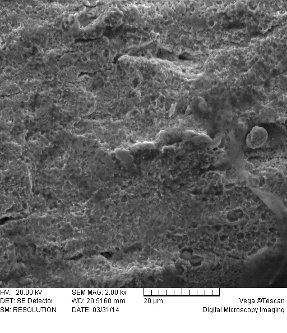 HV: 20.00 kV SEM MAG: 2.00 kx
DET: SE Detector WD: 20.5160 mm 20 µm Vega ©Tescan
SM: RESOLUTION DATE: 03/31/14 Digital Microscopy Imaging